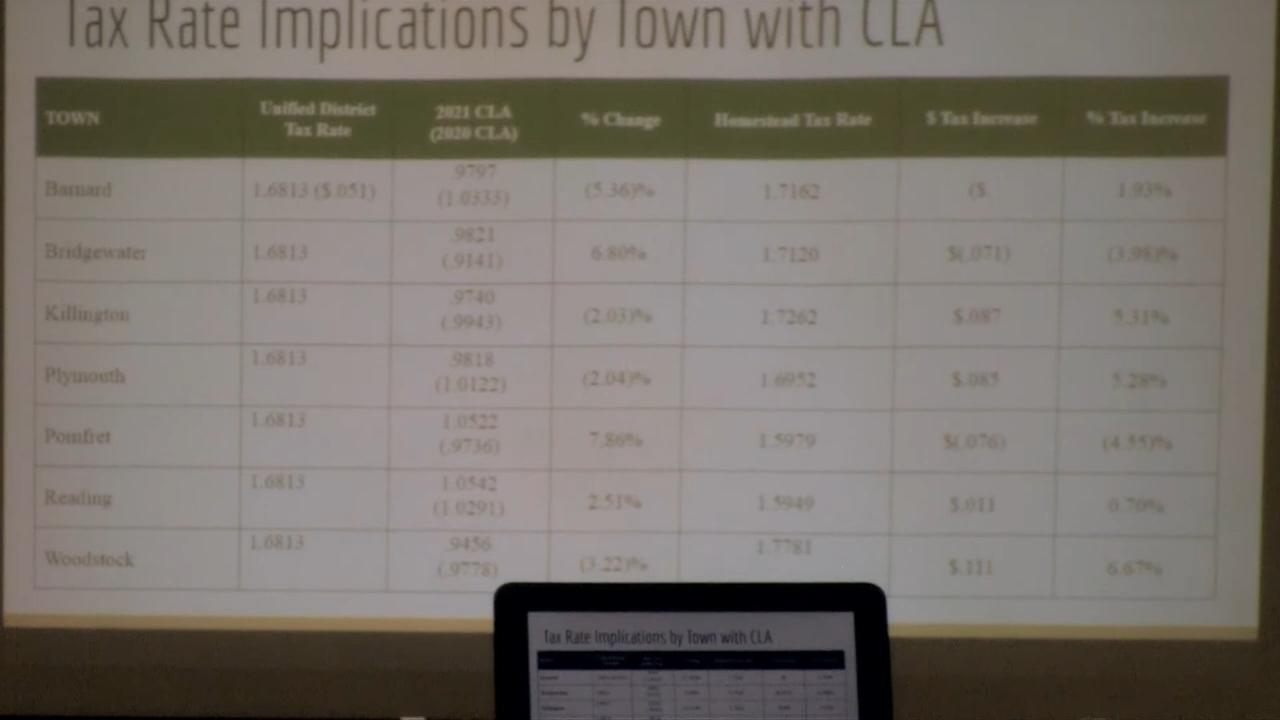 Tax Rate Implications by Town with CLA
TOWN
Unified District
Tax Rate
2021 CLA
(2020 CLA)
% Change
Homestead Tax Rate
$ Tax Increase
% Tax Increase
Barnard
1.6813 ($.051)
.9797
(1.0333)
(5.36)%
1.7162
($.
1.93%
Bridgewater
1.6813
.9821
(.9141)
6.80%
1.7120
$(.071)
(3.98)%
Killington
1.6813
.9740
(.9943)
(2.03)%
1.7262
$.087
5.31%
Plymouth
1.6813
.9818
(1.0122)
(2.04)%
1.6952
$.085
5.28%
Pomfret
1.6813
1.0522
(.9736)
7.86%
1.5979
$(.076)
(4.55)%
Reading
1.6813
1.0542
(1.0291)
2.51%
1.5949
$.011
0.70%
Woodstock
1.6813
.9456
(.9778)
(3.22)%
1.7781
$.111
6.67%
Tax Rate Implications by Town with CLA